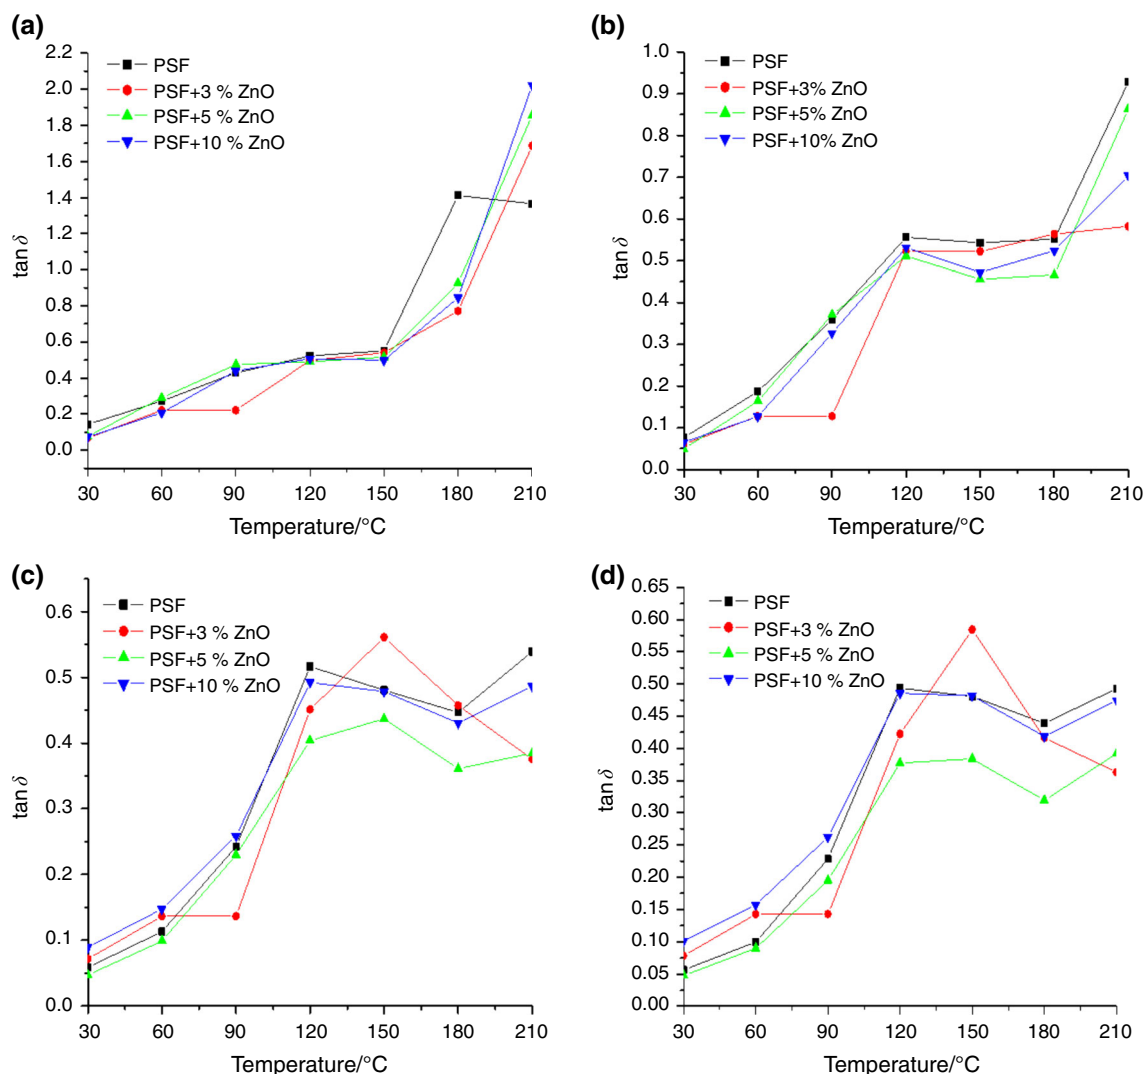 (a)
2.2
2.0
1.8
1.6
1.4
1.2
1.0
0.8
0.6
0.4
0.2
0.0
tan δ
PSF
PSF+3 % ZnO
PSF+5 % ZnO
PSF+10 % ZnO
30 60 90 120 150 180 210
Temperature/°C
(b)
1.0
0.9
0.8
0.7
0.6
0.5
0.4
0.3
0.2
0.1
0.0
tan δ
PSF
PSF+3% ZnO
PSF+5% ZnO
PSF+10% ZnO
30 60 90 120 150 180 210
Temperature/°C
(c)
0.6
0.5
0.4
0.3
0.2
0.1
0.0
tan δ
PSF
PSF+3 % ZnO
PSF+5 % ZnO
PSF+10 % ZnO
30 60 90 120 150 180 210
Temperature/°C
(d)
0.65
0.60
0.55
0.50
0.45
0.40
0.35
0.30
0.25
0.20
0.15
0.10
0.05
0.00
tan δ
PSF
PSF+3 % ZnO
PSF+5 % ZnO
PSF+10 % ZnO
30 60 90 120 150 180 210
Temperature/°C